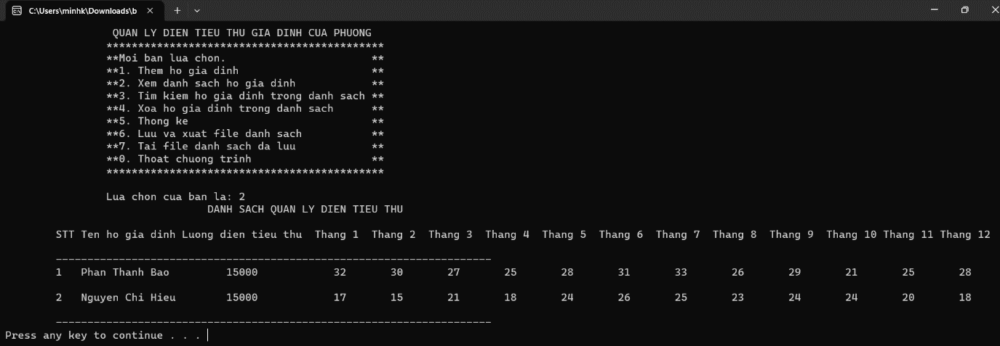 C:\Users\minhk\Downloads\b
QUAN LY DIEN TIEU THU GIA DINH CUA PHUONG
********************************************
**Moi ban lua chon. **
**1. Them ho gia dinh **
**2. Xem danh sach ho gia dinh **
**3. Tim kiem ho gia dinh trong danh sach **
**4. Xoa ho gia dinh trong danh sach **
**5. Thong ke **
**6. Luu va xuat file danh sach **
**7. Tai file danh sach da luu **
**0. Thoat chuong trinh **
********************************************
Lua chon cua ban la: 2
DANH SACH QUAN LY DIEN TIEU THU
STT Ten ho gia dinh Luong dien tieu thu Thang 1 Thang 2 Thang 3 Thang 4 Thang 5 Thang 6 Thang 7 Thang 8 Thang 9 Thang 10 Thang 11 Thang 12
_____________________________________________________________________
1 Phan Thanh Bao 15000 32 30 27 25 28 31 33 26 29 21 25 28
2 Nguyen Chi Hieu 15000 17 15 21 18 24 26 25 23 24 24 20 18
_____________________________________________________________________
Press any key to continue . . .